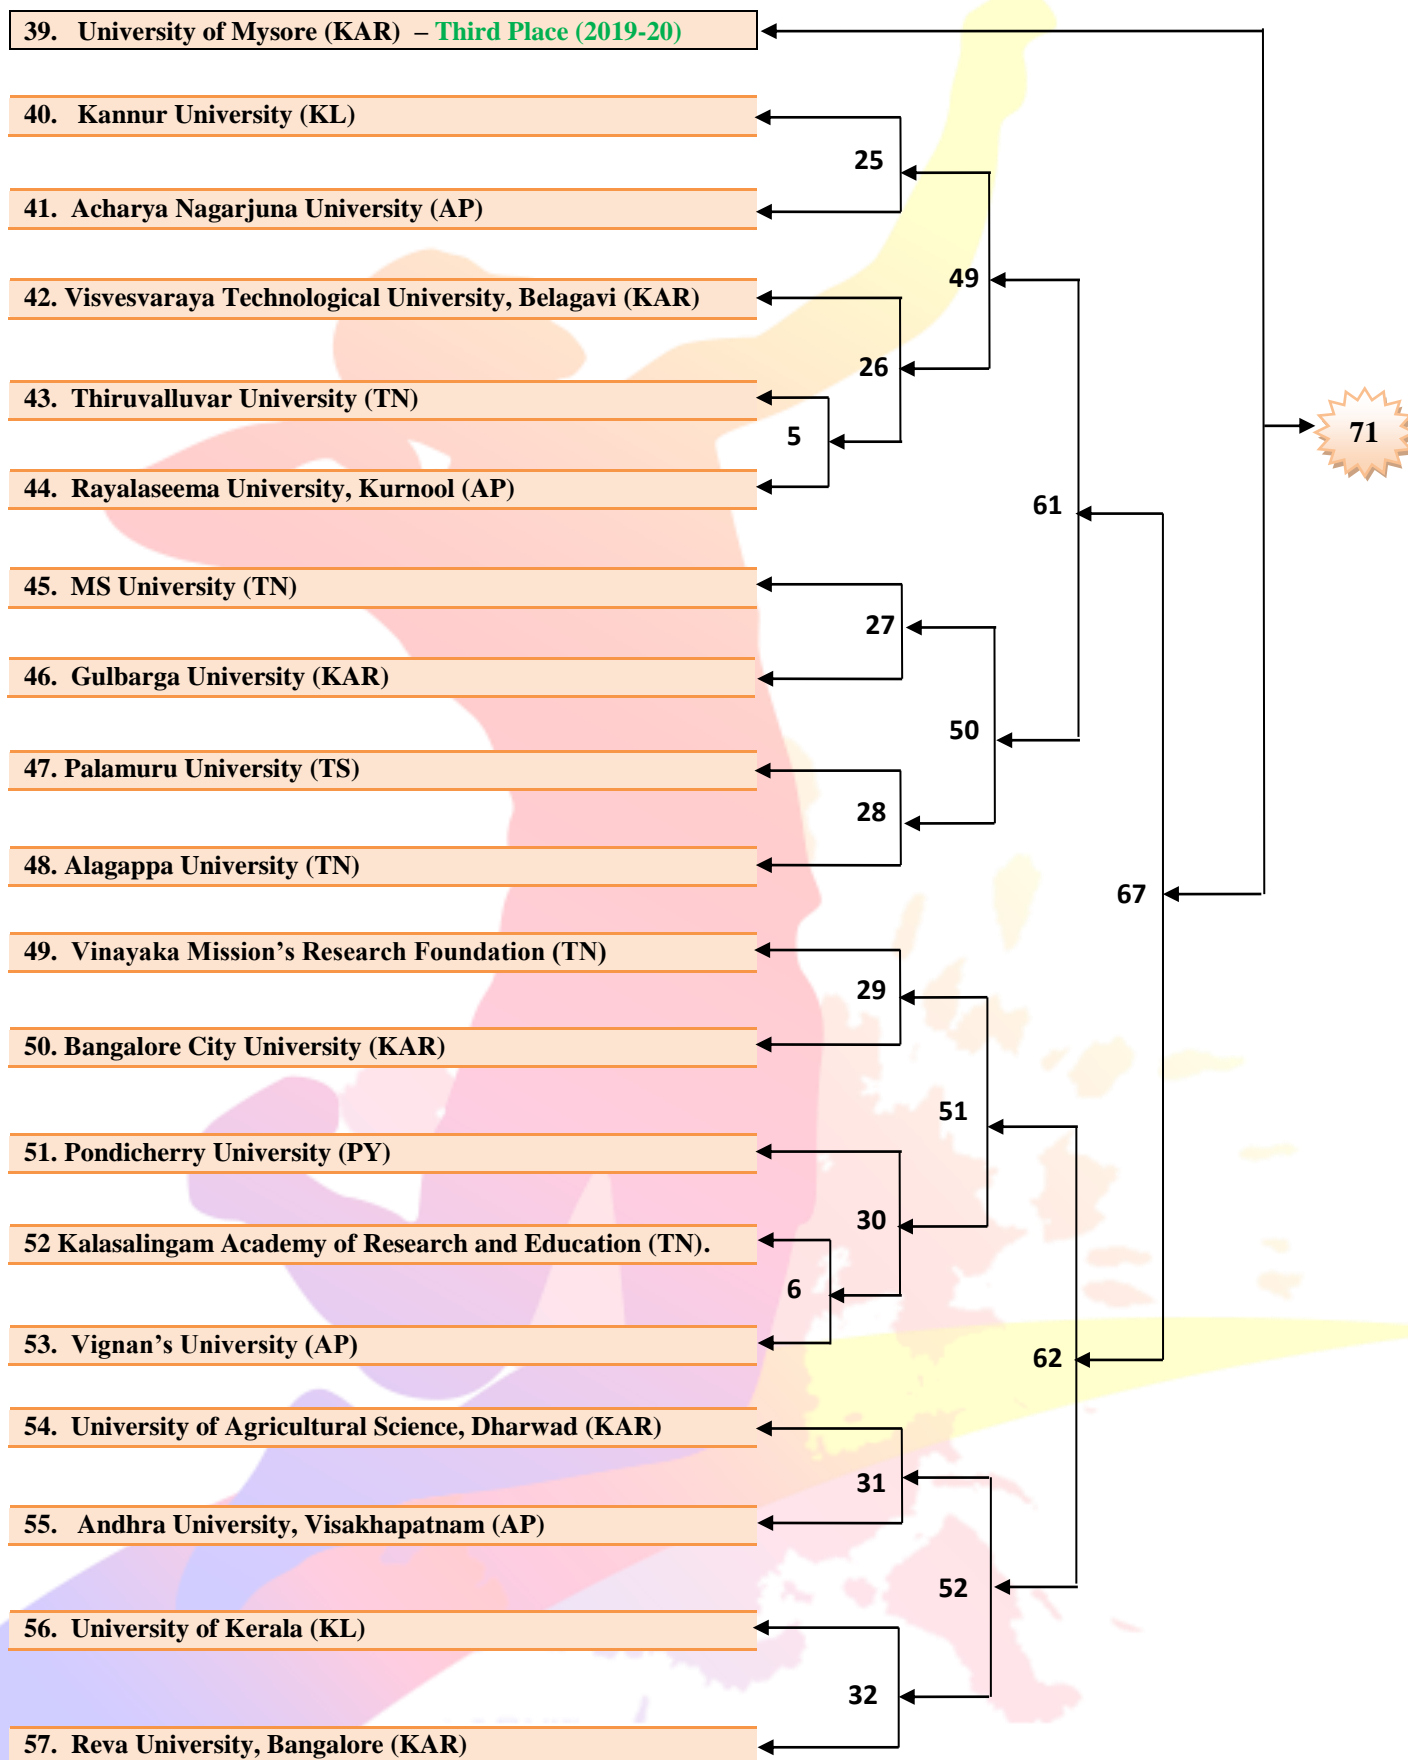 39. University of Mysore (KAR) – Third Place (2019-20)
40. Kannur University (KL)
25
41. Acharya Nagarjuna University (AP)
49
42. Visvesvaraya Technological University, Belagavi (KAR)
26
43. Thiruvalluvar University (TN)
71
5
44. Rayalaseema University, Kurnool (AP)
61
45. MS University (TN)
27
46. Gulbarga University (KAR)
50
47. Palamuru University (TS)
28
48. Alagappa University (TN)
67
49. Vinayaka Mission’s Research Foundation (TN)
29
50. Bangalore City University (KAR)
51
51. Pondicherry University (PY)
30
52 Kalasalingam Academy of Research and Education (TN).
6
53. Vignan’s University (AP)
62
54. University of Agricultural Science, Dharwad (KAR)
31
55. Andhra University, Visakhapatnam (AP)
52
56. University of Kerala (KL)
32
57. Reva University, Bangalore (KAR)